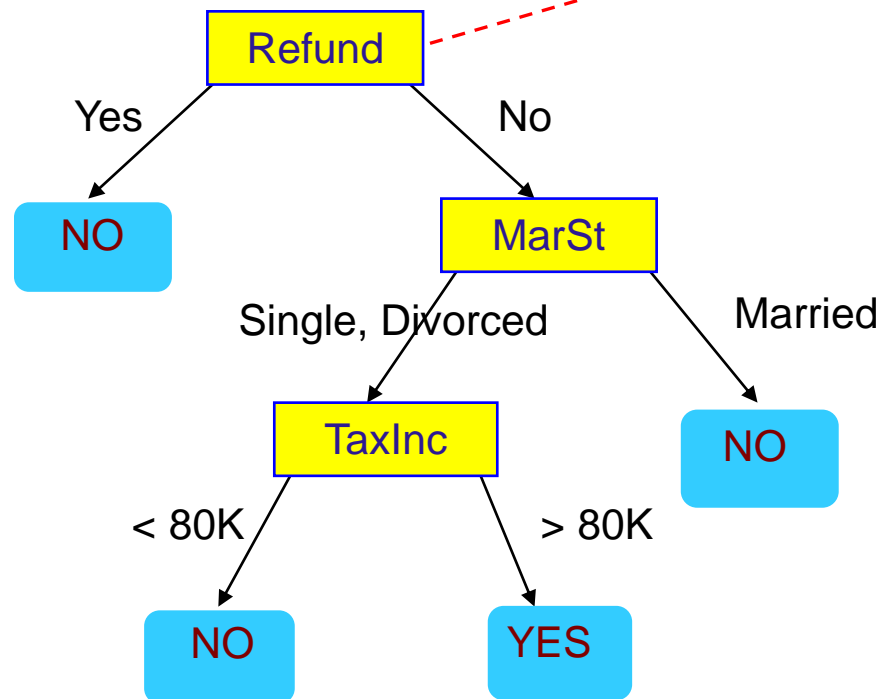 Refund
Yes
No
NO
MarSt
Single, Divorced
Married
TaxInc
NO
< 80K
> 80K
NO
YES